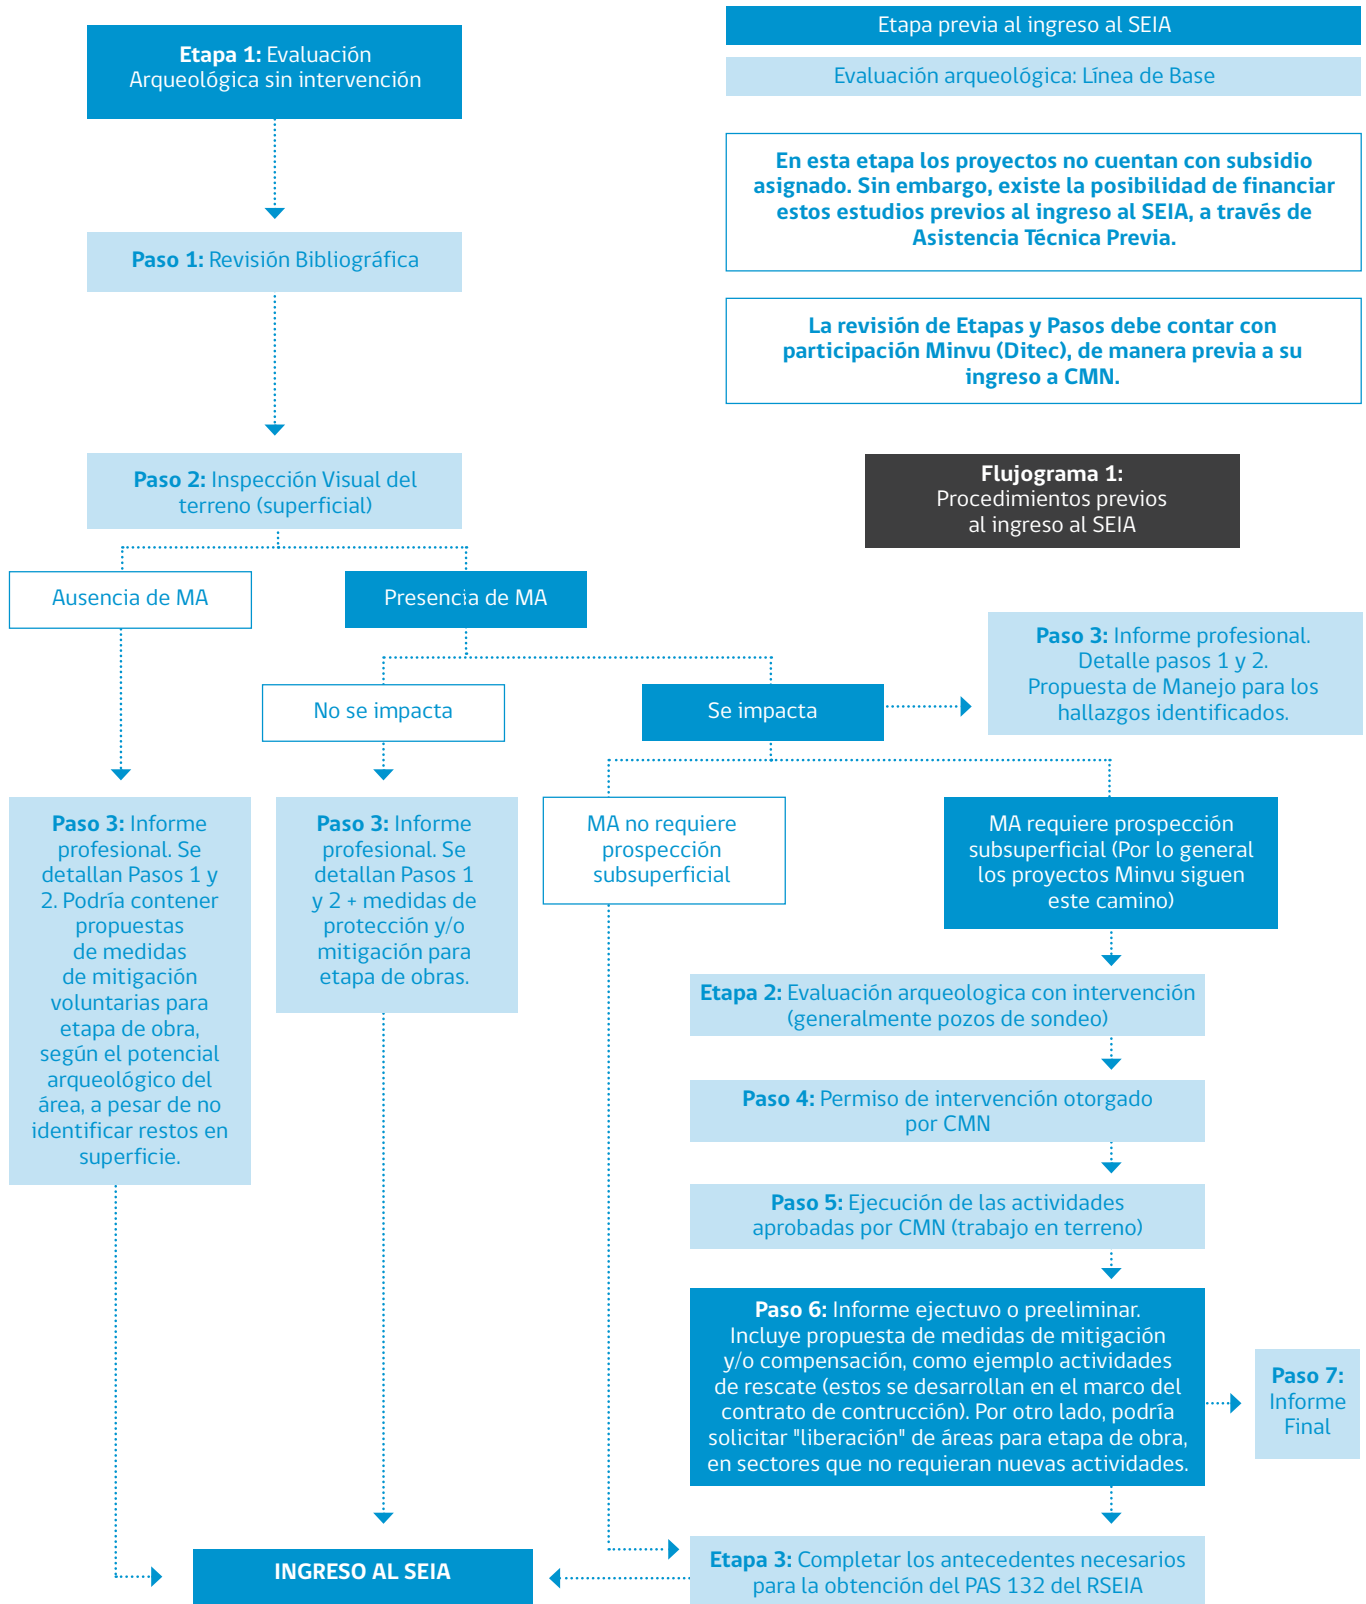 Etapa 1: Evaluación
Arqueológica sin intervención
Etapa previa al ingreso al SEIA
Evaluación arqueológica: Línea de Base
En esta etapa los proyectos no cuentan con subsidio
asignado. Sin embargo, existe la posibilidad de financiar
estos estudios previos al ingreso al SEIA, a través de
Asistencia Técnica Previa.
Paso 1: Revisión Bibliográfica
La revisión de Etapas y Pasos debe contar con
participación Minvu (Ditec), de manera previa a su
ingreso a CMN.
Paso 2: Inspección Visual del
terreno (superficial)
Flujograma 1:
Procedimientos previos
al ingreso al SEIA
Ausencia de MA
Presencia de MA
No se impacta
Se impacta
Paso 3: Informe profesional.
Detalle pasos 1 y 2.
Propuesta de Manejo para los
hallazgos identificados.
Paso 3: Informe
profesional. Se
detallan Pasos 1 y
2. Podría contener
propuestas
de medidas
de mitigación
voluntarias para
etapa de obra,
según el potencial
arqueológico del
área, a pesar de no
identificar restos en
superficie.
Paso 3: Informe
profesional. Se
detallan Pasos 1
y 2 + medidas de
protección y/o
mitigación para
etapa de obras.
MA no requiere
prospección
subsuperficial
MA requiere prospección
subsuperficial (Por lo general
los proyectos Minvu siguen
este camino)
Etapa 2: Evaluación arqueologica con intervención
(generalmente pozos de sondeo)
Paso 4: Permiso de intervención otorgado
por CMN
Paso 5: Ejecución de las actividades
aprobadas por CMN (trabajo en terreno)
Paso 6: Informe ejectuvo o preeliminar.
Incluye propuesta de medidas de mitigación
y/o compensación, como ejemplo actividades
de rescate (estos se desarrollan en el marco del
contrato de contrucción). Por otro lado, podría
solicitar "liberación" de áreas para etapa de obra,
en sectores que no requieran nuevas actividades.
Paso 7:
Informe
Final
INGRESO AL SEIA
Etapa 3: Completar los antecedentes necesarios
para la obtención del PAS 132 del RSEIA